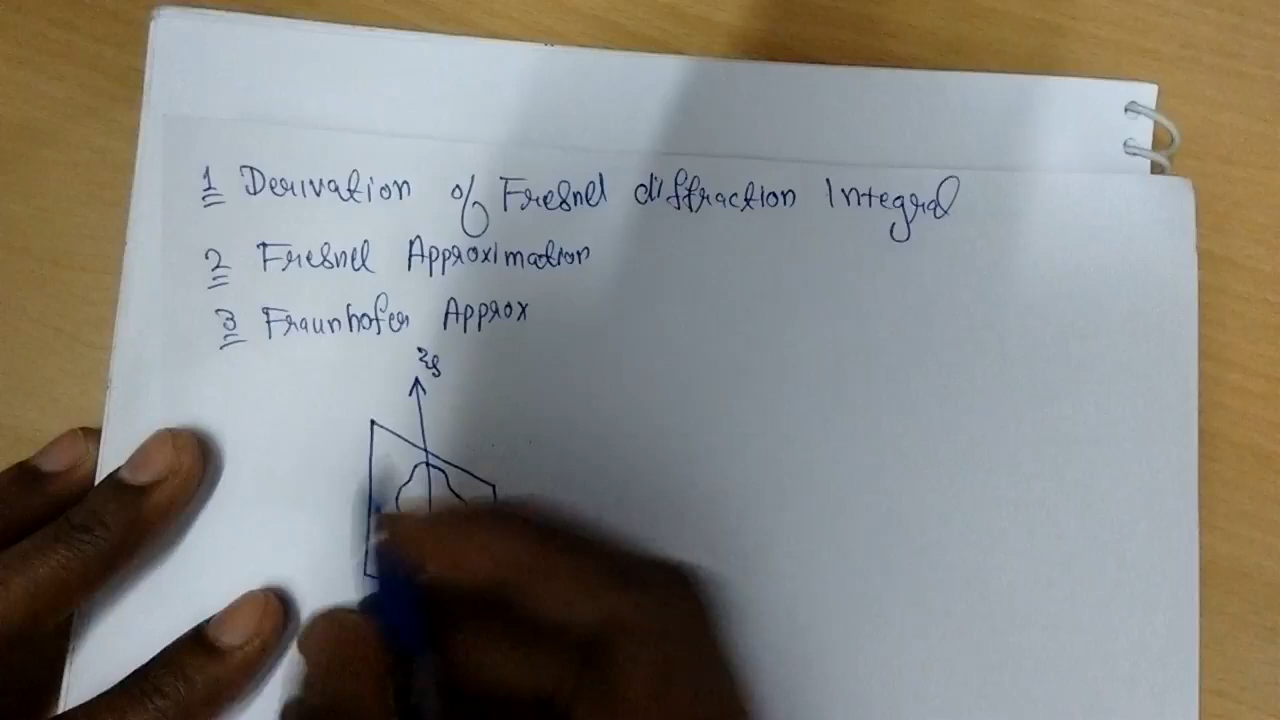 1 Derivation of Fresnel diffraction Integral
2 Fresnel Approximation
3 Fraunhofer Approx